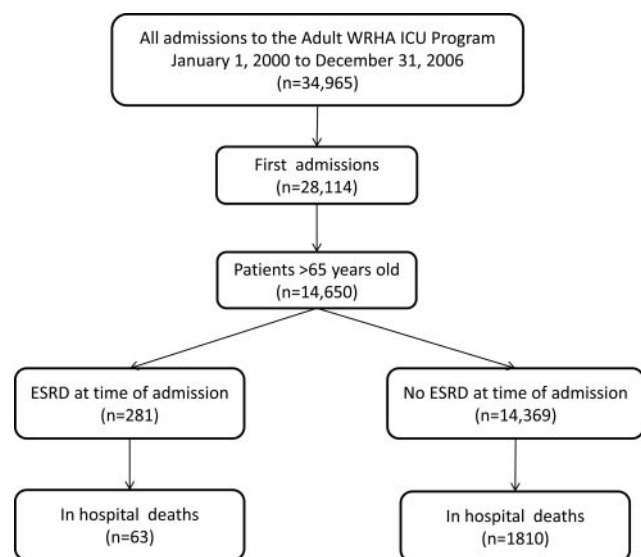 All admissions to the Adult WRHA ICU Program
January 1, 2000 to December 31, 2006
(n=34,965)
First admissions
(n=28,114)
Patients >65 years old
(n=14,650)
ESRD at time of admission
(n=281)
No ESRD at time of admission
(n=14,369)
In hospital deaths
(n=63)
In hospital deaths
(n=1810)